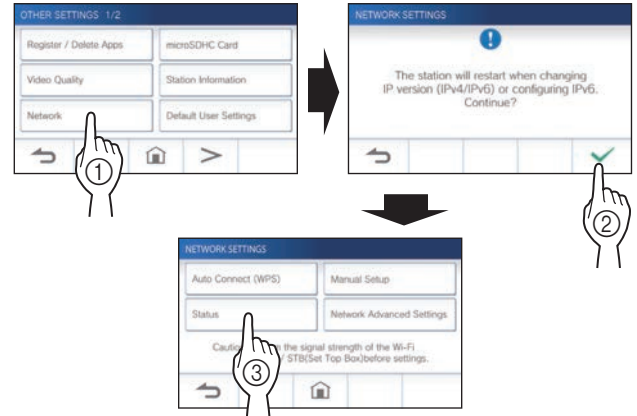 OTHER SETTINGS 1/2
Register / Delete Apps
microSDHC Card
Video Quality
Station Information
Network
Default User Settings
1
NETWORK SETTINGS
The station will restart when changing
IP version (IPv4/IPv6) or configuring IPv6.
Continue?
2
NETWORK SETTINGS
Auto Connect (WPS)
Manual Setup
Status
Network Advanced Settings
the signal strength of the Wi-Fi
/ STB(Set Top Box)before settings.
3